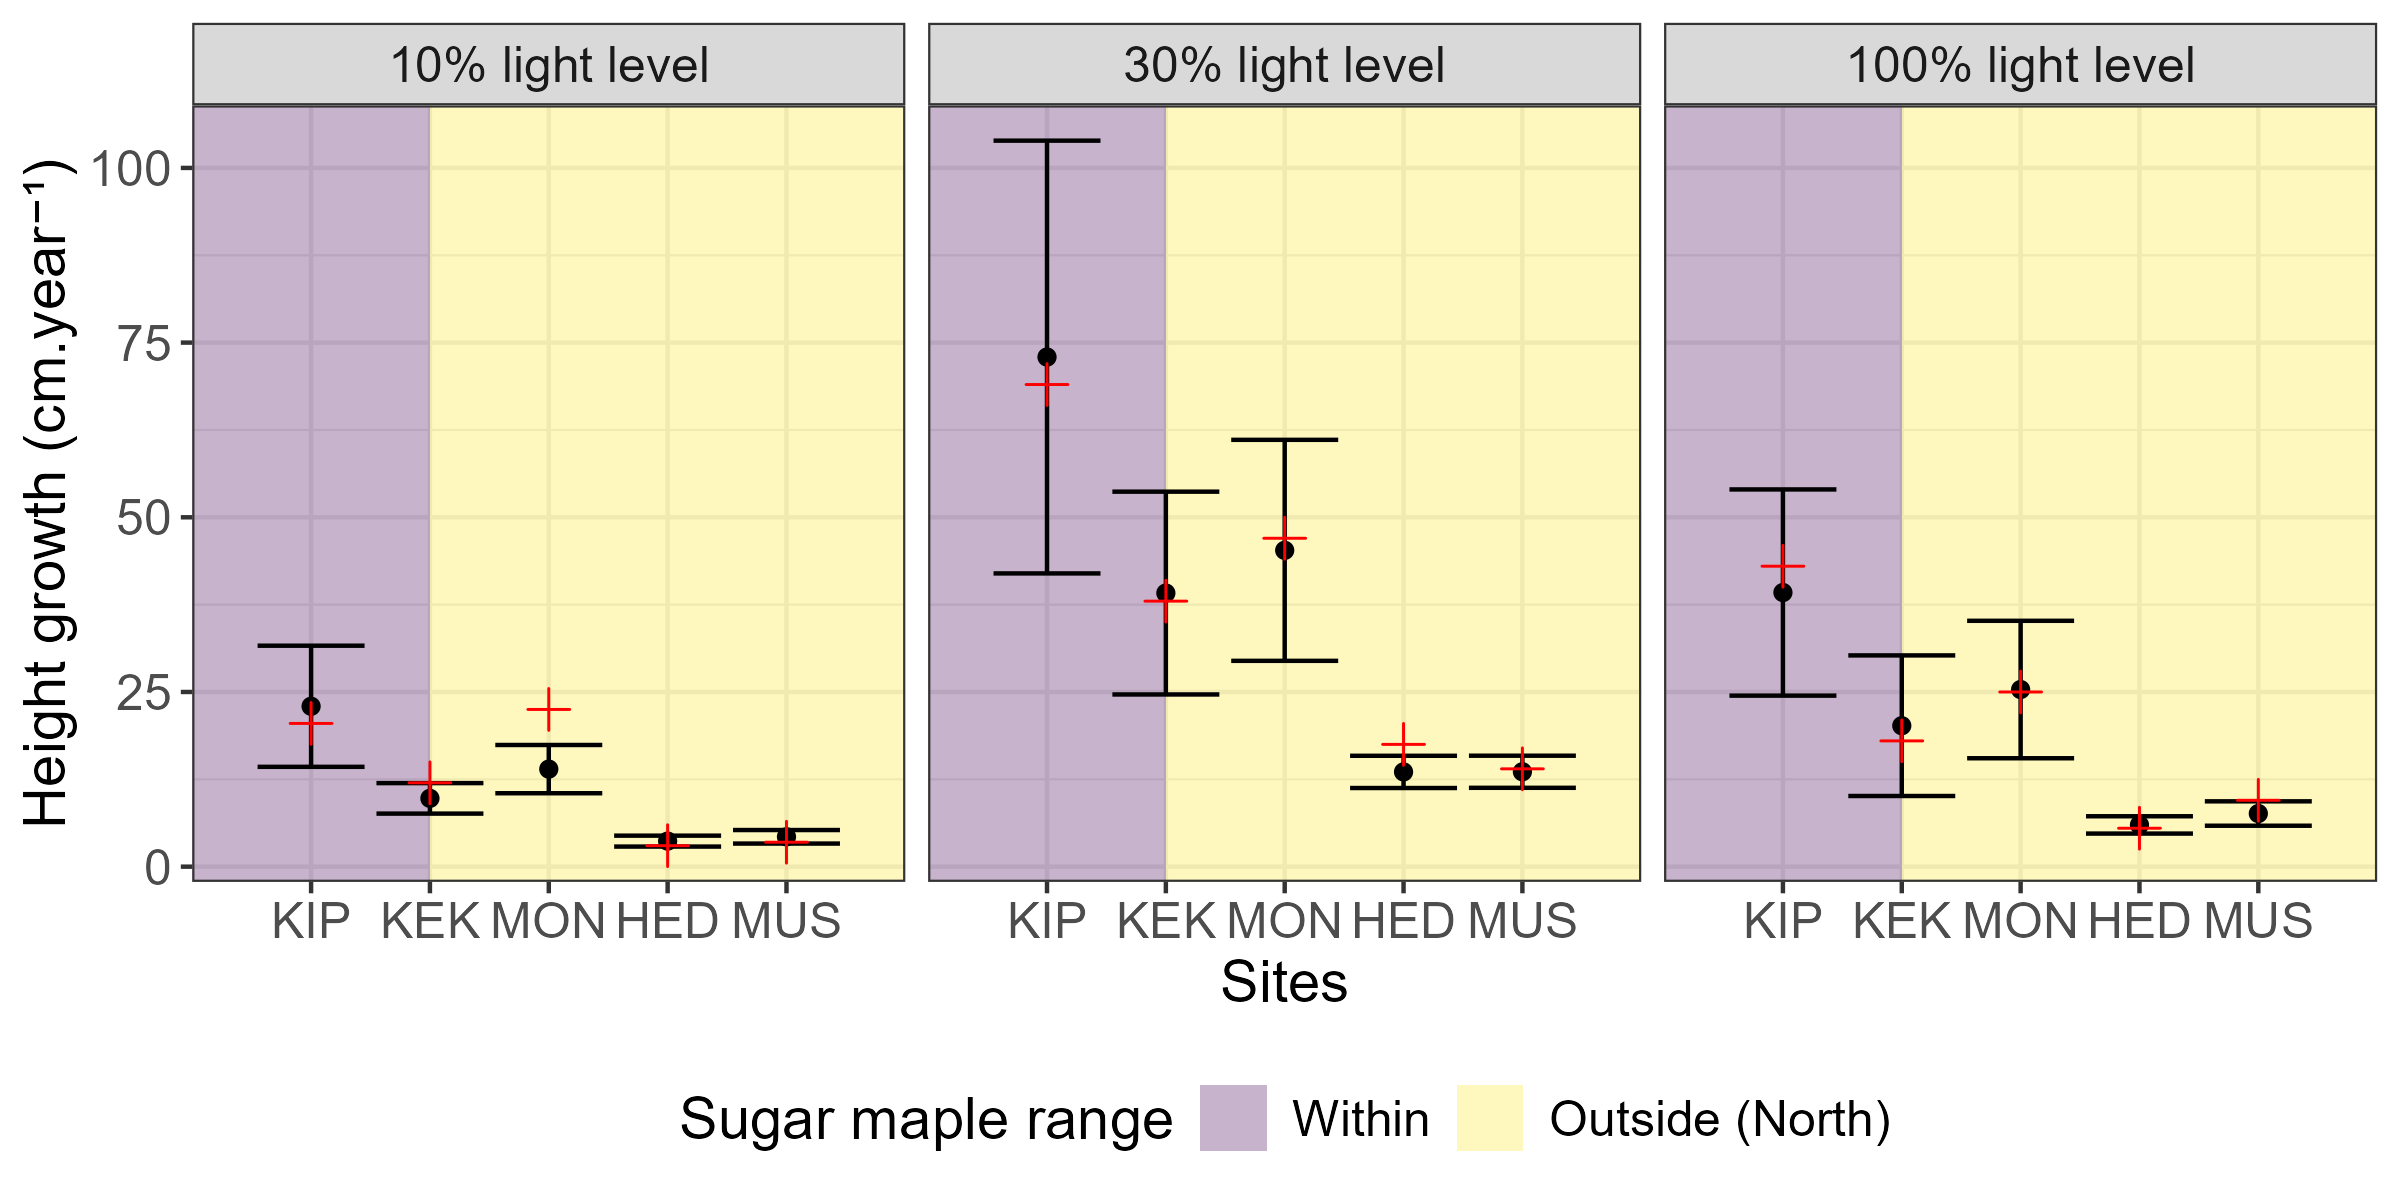 10% light level
30% light level
100% light level
Height growth (cm.year⁻¹)
100
75
50
25
0
KIP KEK MON HED MUS
KIP KEK MON HED MUS
KIP KEK MON HED MUS
Sites
Sugar maple range Within Outside (North)